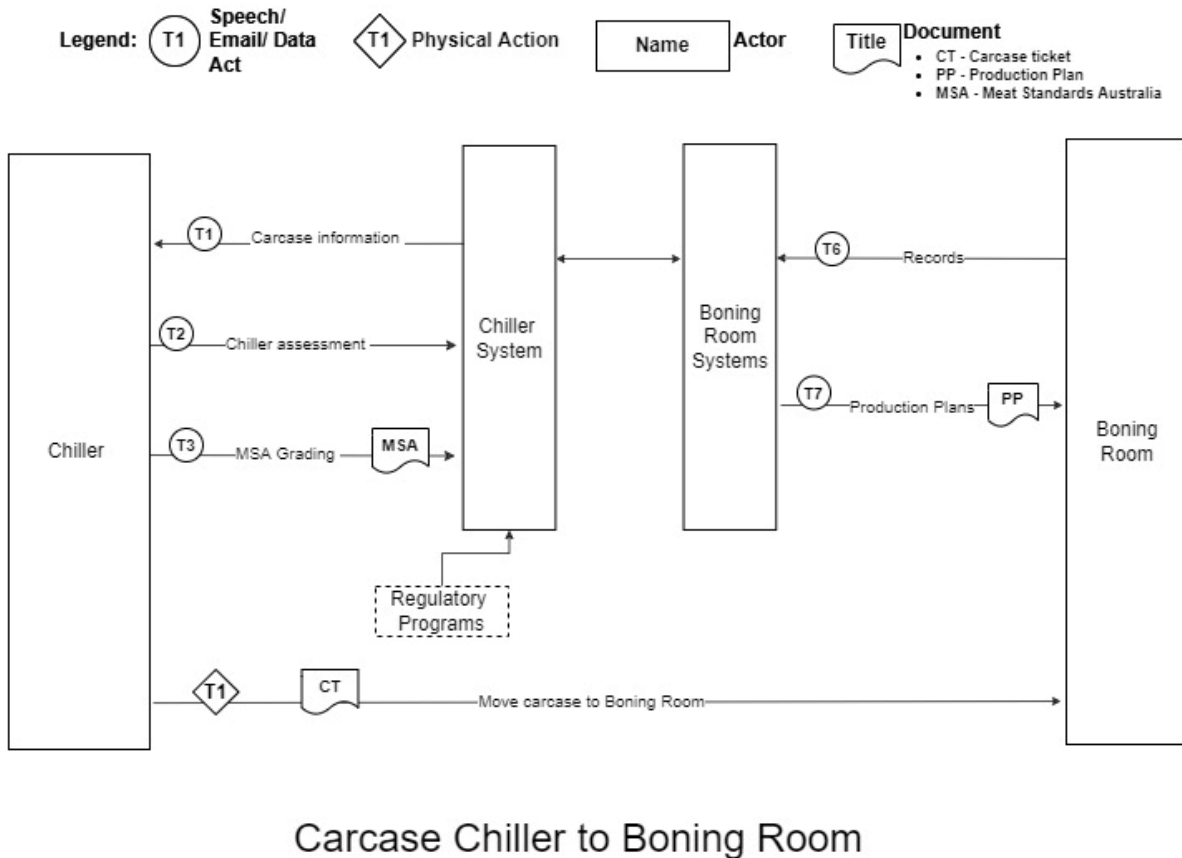 Legend:
T1
Speech/
Email/ Data
Act
T1
Physical Action
Name
Actor
Title
Document
• CT - Carcase ticket
• PP - Production Plan
• MSA - Meat Standards Australia
T1
Carcase information
T6
Records
T2
Chiller assessment
Chiller
System
Boning
Room
Systems
T7
Production Plans
PP
Chiller
T3
MSA Grading
MSA
Boning
Room
Regulatory
Programs
T1
CT
Move carcase to Boning Room
Carcase Chiller to Boning Room